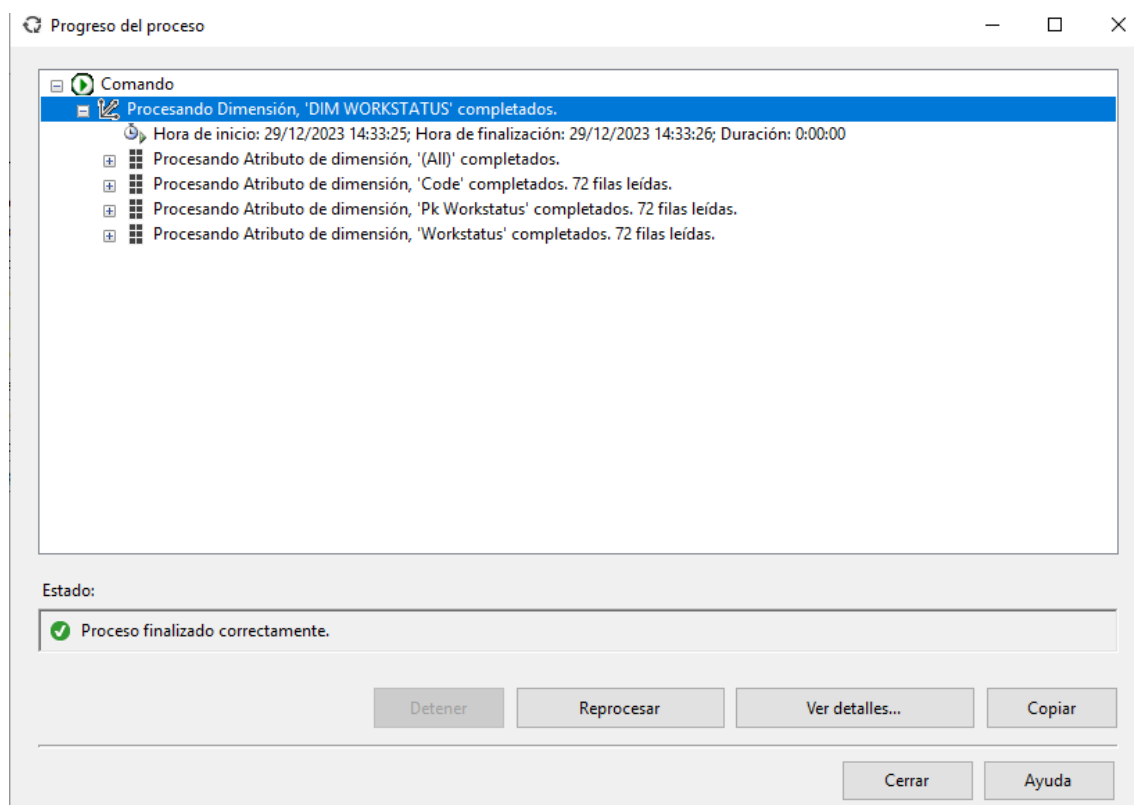 Progreso del proceso
Comando
Procesando Dimensión, 'DIM WORKSTATUS' completados.
Hora de inicio: 29/12/2023 14:33:25; Hora de finalización: 29/12/2023 14:33:26; Duración: 0:00:00
Procesando Atributo de dimensión, '(All)' completados.
Procesando Atributo de dimensión, 'Code' completados. 72 filas leídas.
Procesando Atributo de dimensión, 'Pk Workstatus' completados. 72 filas leídas.
Procesando Atributo de dimensión, 'Workstatus' completados. 72 filas leídas.
Estado:
Proceso finalizado correctamente.
Detener Reprocesar Ver detalles... Copiar
Cerrar Ayuda